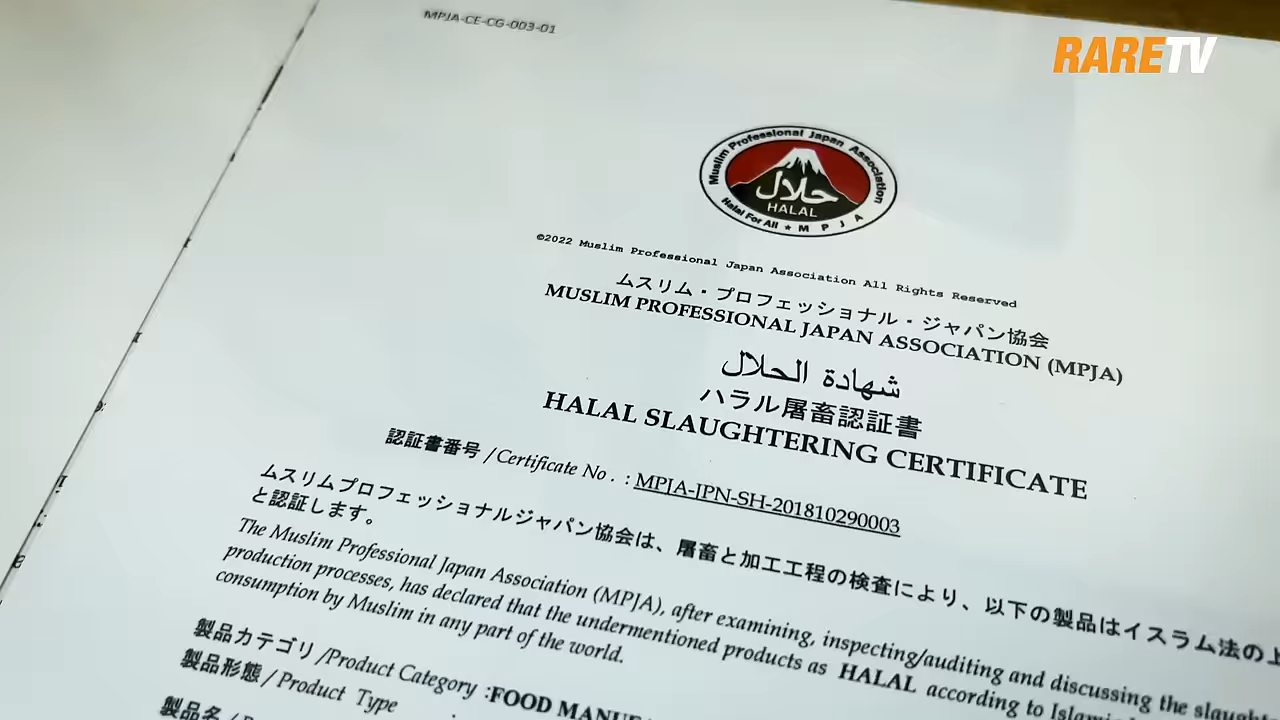 MPJA-CE-CG-003-01
RARETV
Muslim Professional Japan Association
حلال
HALAL
Halal For All ★ M P J A
©2022 Muslim Professional Japan Association All Rights Reserved
ムスリム・プロフェッショナル・ジャパン協会
MUSLIM PROFESSIONAL JAPAN ASSOCIATION (MPJA)
شهادة الحلال
ハラル屠畜認証書
HALAL SLAUGHTERING CERTIFICATE
認証書番号 /Certificate No . : MPJA-JPN-SH-201810290003
ムスリムプロフェッショナルジャパン協会は、屠畜と加工工程の検査により、以下の製品はイスラム法の上
と認証します。
The Muslim Professional Japan Association (MPJA), after examining, inspecting/auditing and discussing the slaught
production processes, has declared that the undermentioned products as HALAL according to Islamic
consumption by Muslim in any part of the world.
製品カテゴリ /Product Category :FOOD MANU
製品形態 / Product Type :
製品名 /